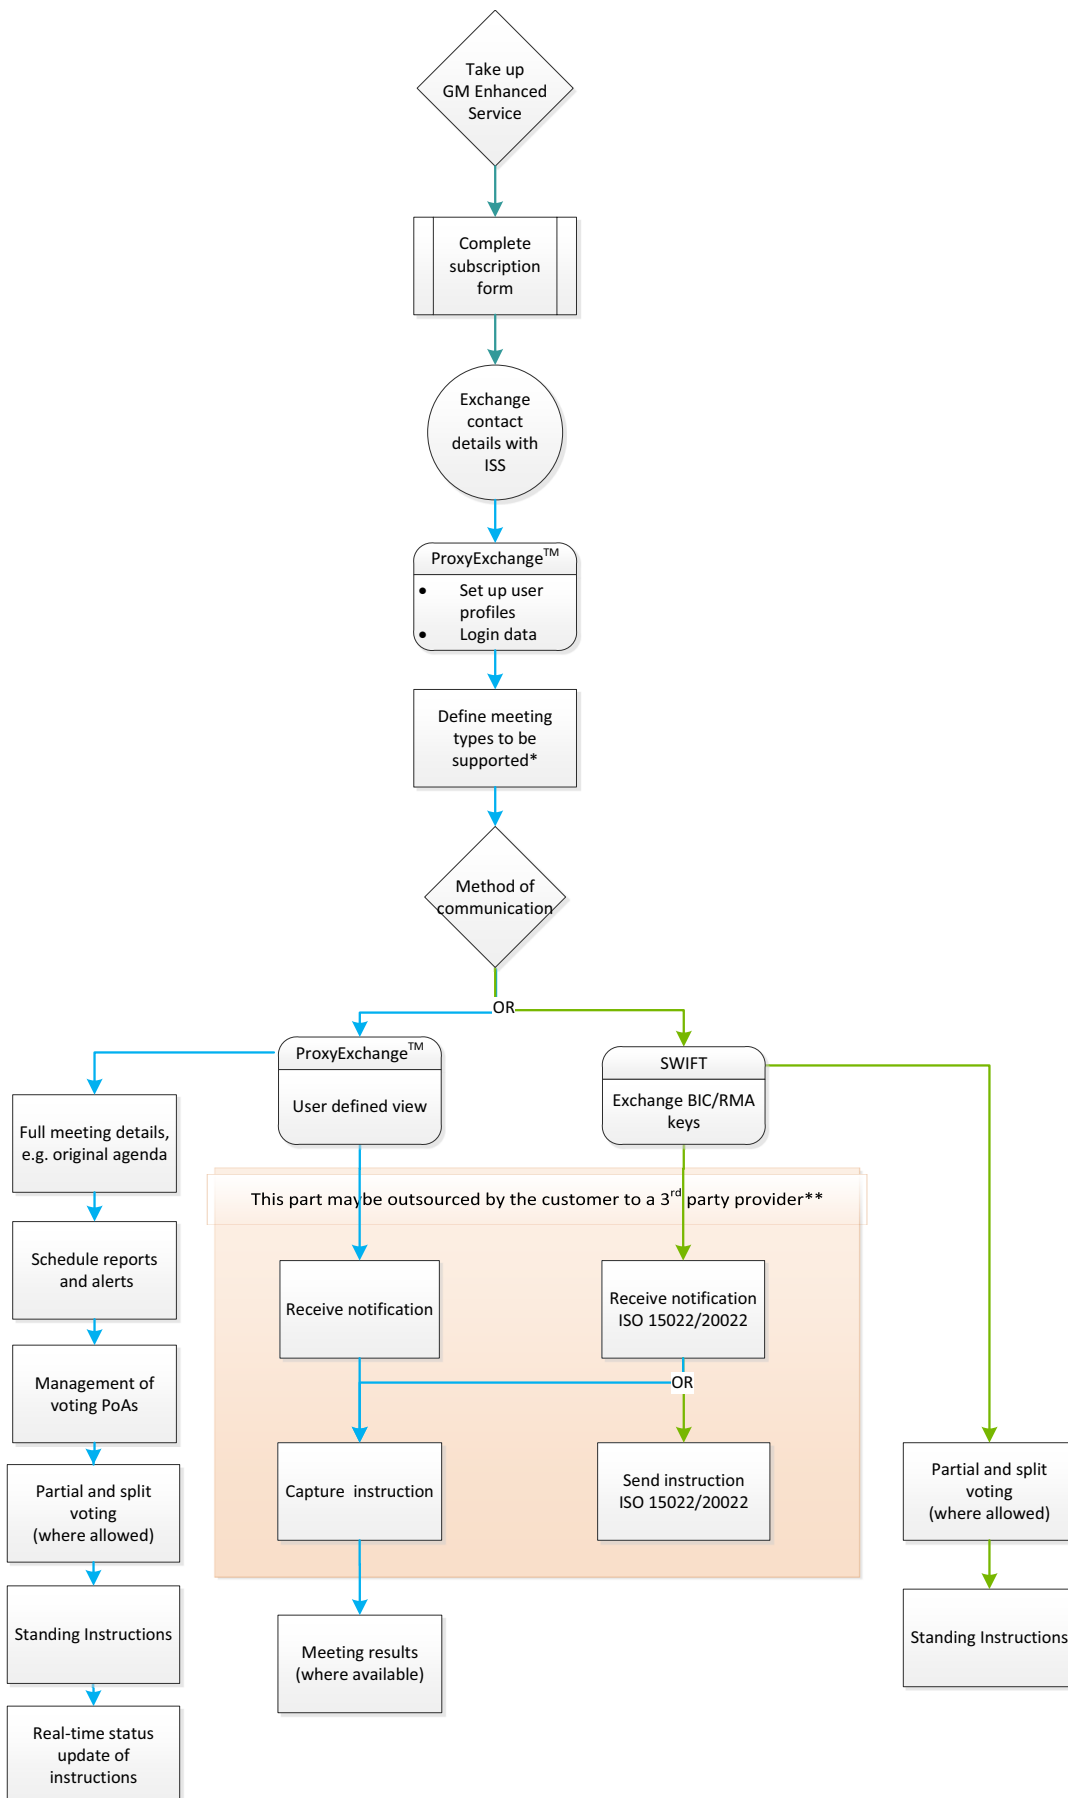 Take up
GM Enhanced
Service
Complete
subscription
form
Exchange
contact
details with
ISS
ProxyExchange™
• Set up user
profiles
• Login data
Define meeting
types to be
supported*
Method of
communication
OR
ProxyExchange™
User defined view
SWIFT
Exchange BIC/RMA
keys
Full meeting details,
e.g. original agenda
This part maybe outsourced by the customer to a 3rd party provider**
Schedule reports
and alerts
Receive notification
Receive notification
ISO 15022/20022
Management of
voting PoAs
OR
Partial and split
voting
(where allowed)
Capture instruction
Send instruction
ISO 15022/20022
Partial and split
voting
(where allowed)
Standing Instructions
Meeting results
(where available)
Standing Instructions
Real-time status
update of
instructions